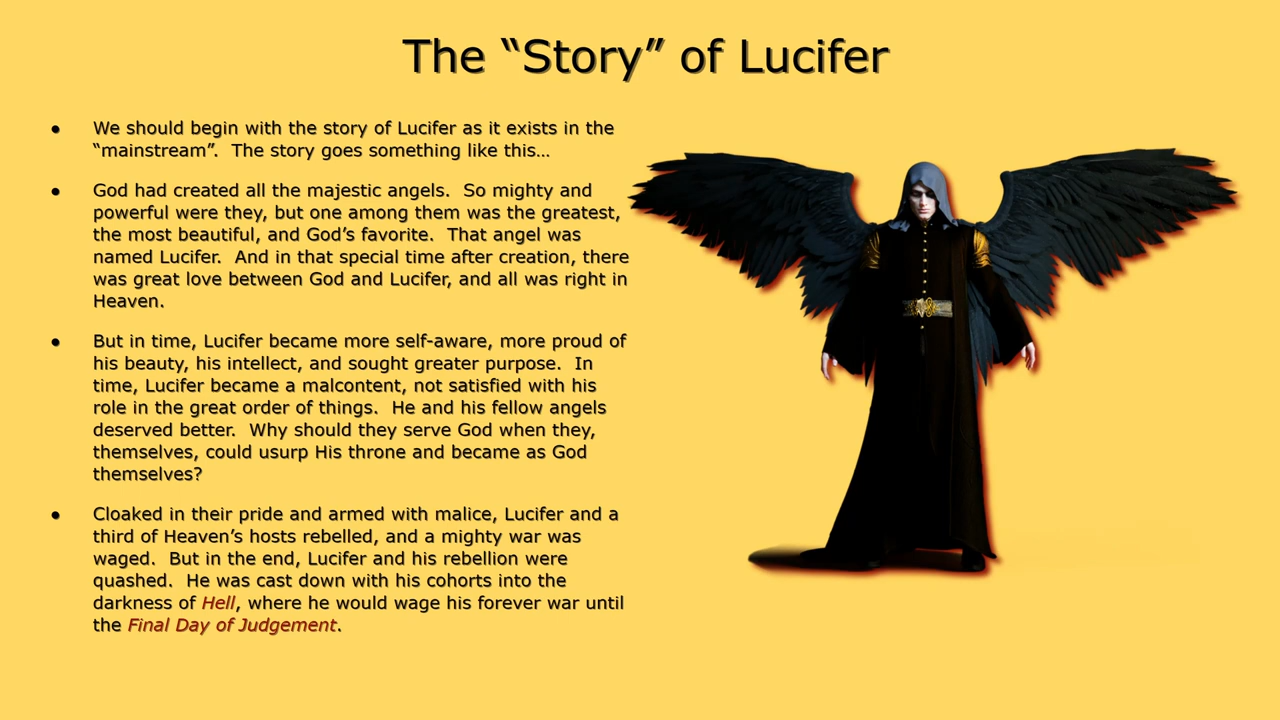 The “Story” of Lucifer
● We should begin with the story of Lucifer as it exists in the
“mainstream”.  The story goes something like this…
● God had created all the majestic angels.  So mighty and
powerful were they, but one among them was the greatest,
the most beautiful, and God’s favorite.  That angel was
named Lucifer.  And in that special time after creation, there
was great love between God and Lucifer, and all was right in
Heaven.
● But in time, Lucifer became more self-aware, more proud of
his beauty, his intellect, and sought greater purpose.  In
time, Lucifer became a malcontent, not satisfied with his
role in the great order of things.  He and his fellow angels
deserved better.  Why should they serve God when they,
themselves, could usurp His throne and became as God
themselves?
● Cloaked in their pride and armed with malice, Lucifer and a
third of Heaven’s hosts rebelled, and a mighty war was
waged.  But in the end, Lucifer and his rebellion were
quashed.  He was cast down with his cohorts into the
darkness of Hell, where he would wage his forever war until
the Final Day of Judgement.